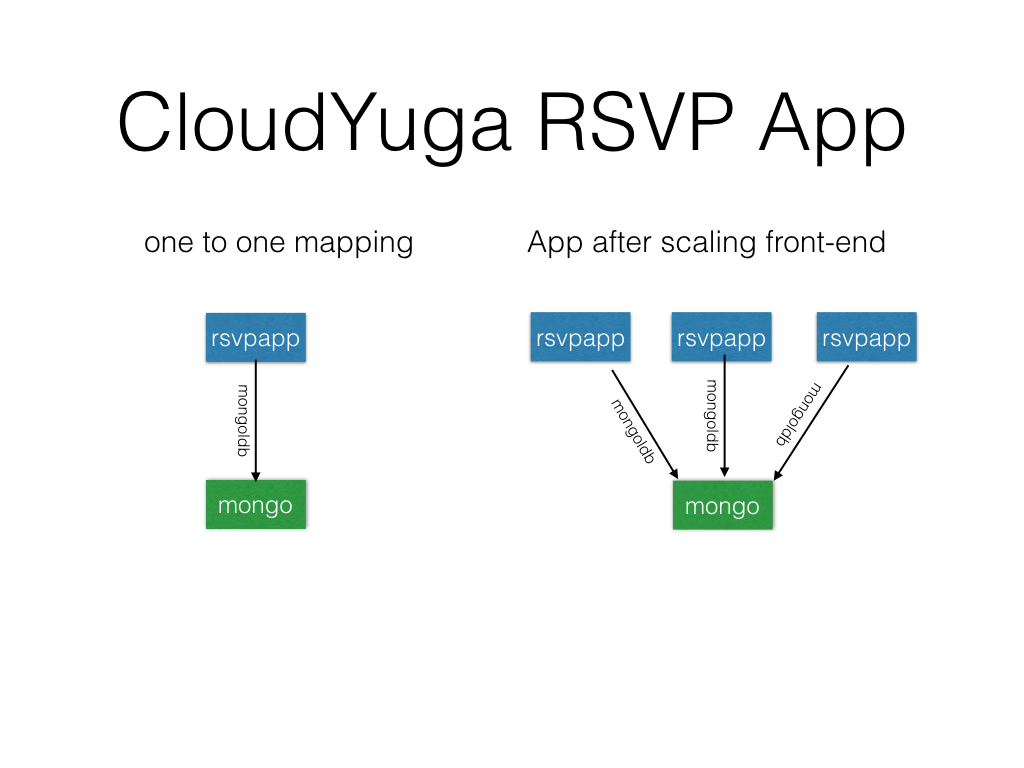 CloudYuga RSVP App
one to one mapping
App after scaling front-end
rsvpapp
mongoldb
mongo
rsvpapp
rsvpapp
rsvpapp
mongoldb
mongoldb
mongoldb
mongo